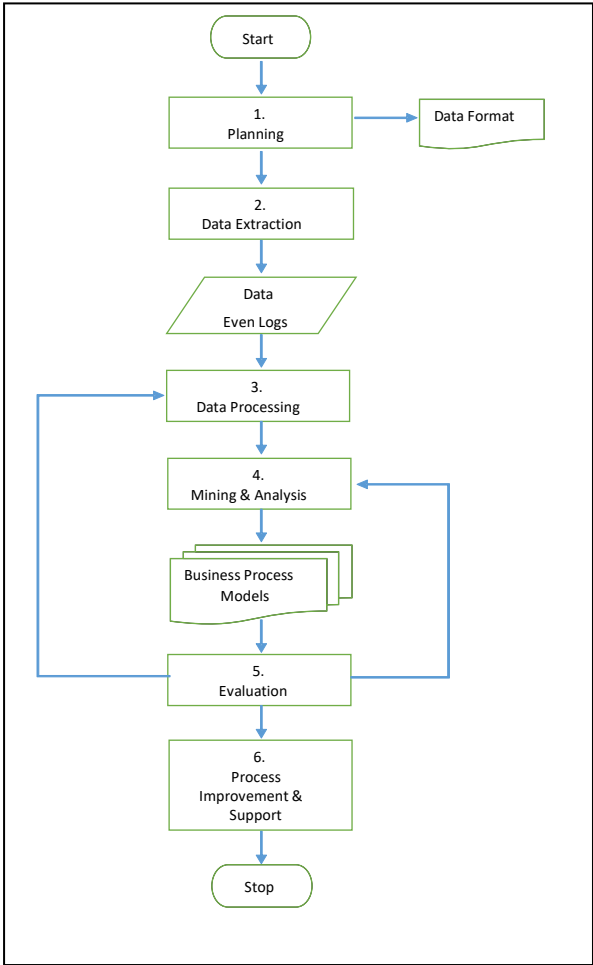 Start
1.
Planning
Data Format
2.
Data Extraction
Data
Even Logs
3.
Data Processing
4.
Mining & Analysis
Business Process
Models
5.
Evaluation
6.
Process
Improvement &
Support
Stop